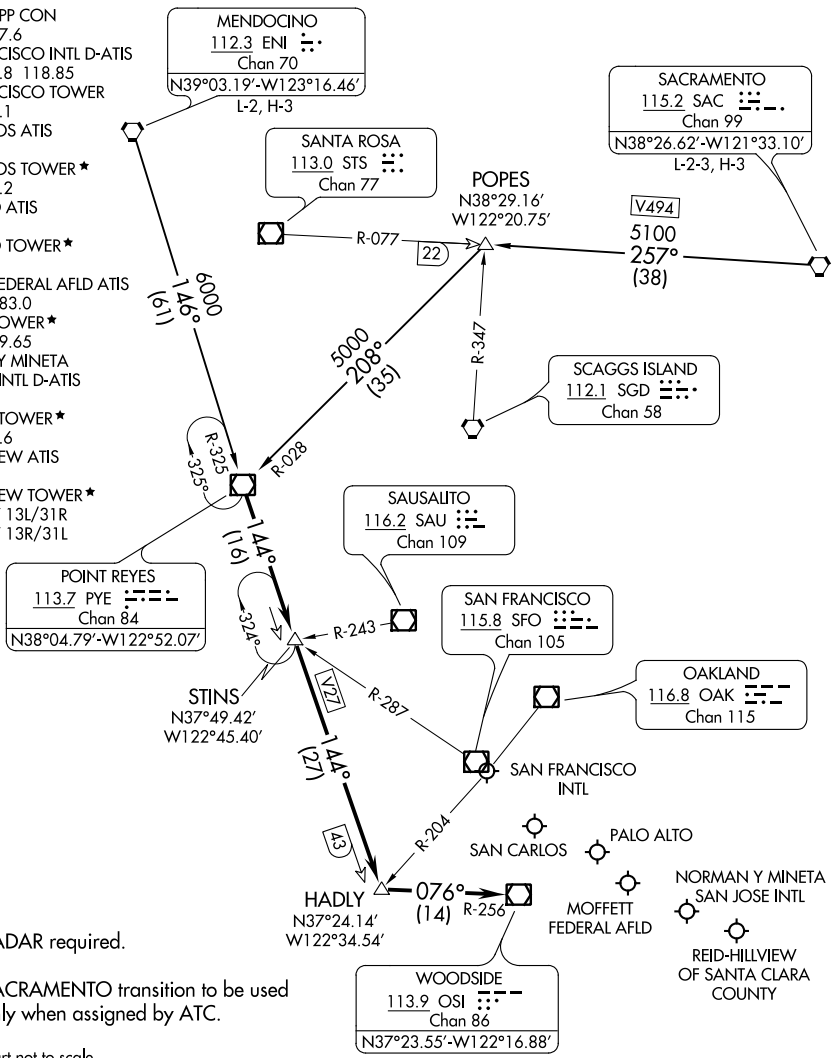 PP CON
7.6
CISCO INTL D-ATIS
.8 118.85
CISCO TOWER
.1
OS ATIS
OS TOWER★
.2
O ATIS
O TOWER★
FEDERAL AFLD ATIS
83.0
OWER★
9.65
Y MINETA
INTL D-ATIS
TOWER★
.6
EW ATIS
EW TOWER★
13L/31R
13R/31L
MENDOCINO
112.3 ENI
Chan 70
N39°03.19'-W123°16.46'
L-2, H-3
SANTA ROSA
113.0 STS
Chan 77
SACRAMENTO
115.2 SAC
Chan 99
N38°26.62'-W121°33.10'
L-2-3, H-3
POPES
N38°29.16'
W122°20.75'
R-077
22
V494
5100
257°
(38)
6000
146°
(61)
5000
208°
(35)
R-028
R-347
SCAGGS ISLAND
112.1 SGD
Chan 58
R-325
325°
POINT REYES
113.7 PYE
Chan 84
N38°04.79'-W122°52.07'
144°
(16)
SAUSALITO
116.2 SAU
Chan 109
R-243
324°
STINS
N37°49.42'
W122°45.40'
SAN FRANCISCO
115.8 SFO
Chan 105
R-287
OAKLAND
116.8 OAK
Chan 115
V27
144°
(27)
43
R-204
SAN FRANCISCO
INTL
SAN CARLOS
PALO ALTO
MOFFETT
FEDERAL AFLD
NORMAN Y MINETA
SAN JOSE INTL
REID-HILLVIEW
OF SANTA CLARA
COUNTY
HADLY
N37°24.14'
W122°34.54'
076°
(14)
R-256
WOODSIDE
113.9 OSI
Chan 86
N37°23.55'-W122°16.88'
ADAR required.
ACRAMENTO transition to be used
ly when assigned by ATC.
rt not to scale